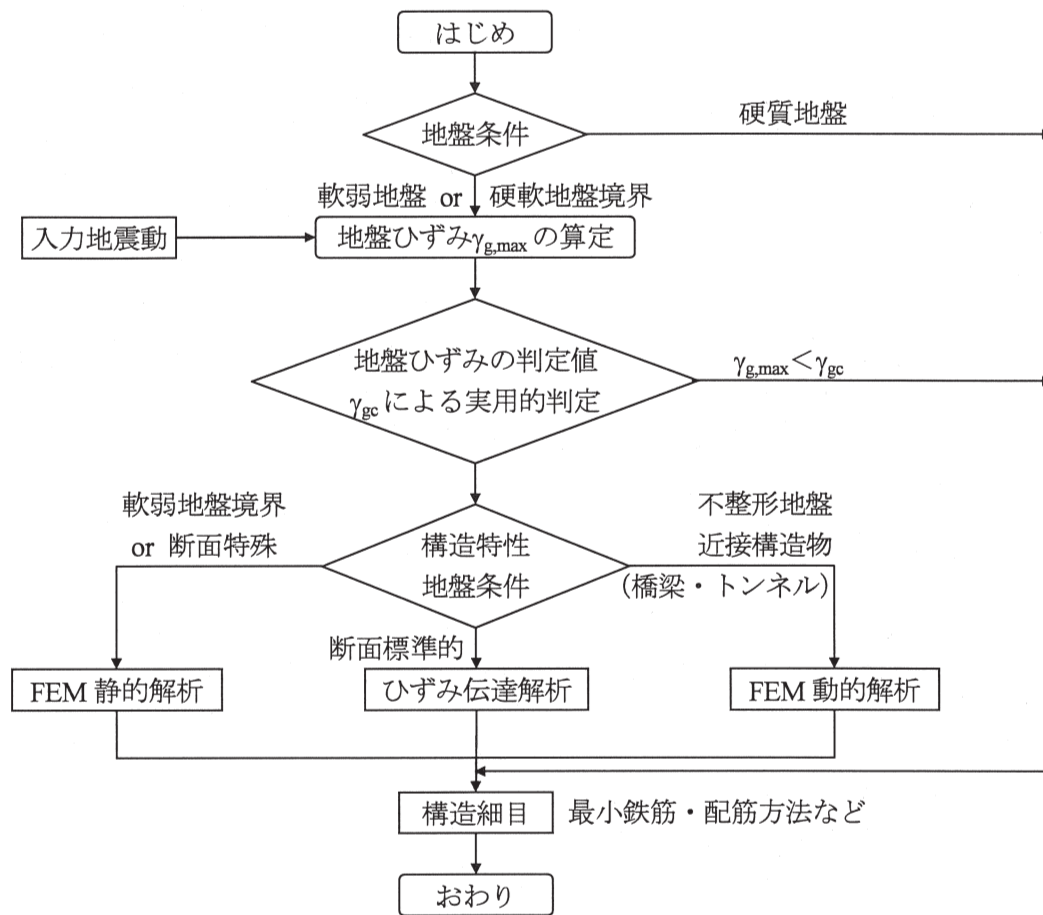 はじめ
地盤条件
硬質地盤
軟弱地盤 or 硬軟地盤境界
入力地震動
地盤ひずみγg,maxの算定
地盤ひずみの判定値
γgcによる実用的判定
γg,max＜γgc
軟弱地盤境界
or 断面特殊
構造特性
地盤条件
不整形地盤
近接構造物
(橋梁・トンネル)
断面標準的
FEM 静的解析
ひずみ伝達解析
FEM 動的解析
構造細目
最小鉄筋・配筋方法など
おわり